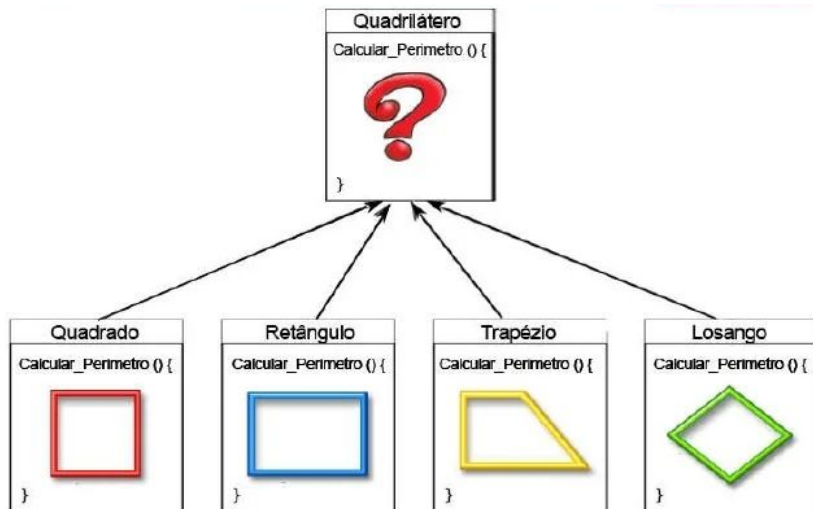 Quadrilátero
Calcular_Perimetro () {
}
Quadrado
Calcular_Perimetro () {
}
Retângulo
Calcular_Perimetro () {
}
Trapézio
Calcular_Perimetro () {
}
Losango
Calcular_Perimetro () {
}